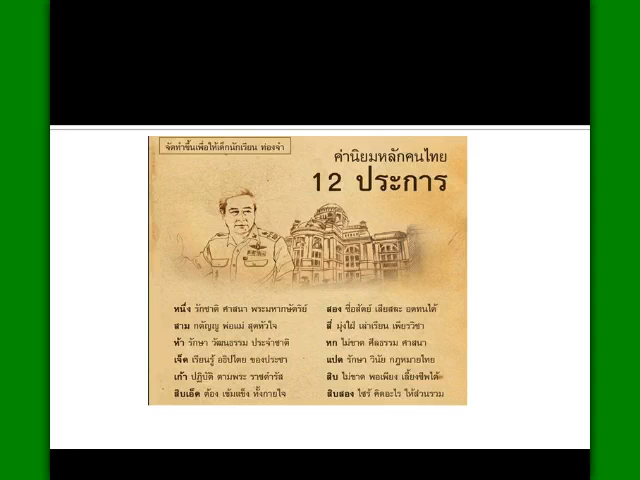 จัดทำขึ้นเพื่อให้เด็กนักเรียน ท่องจำ
ค่านิยมหลักคนไทย
12 ประการ
หนึ่ง รักชาติ ศาสนา พระมหากษัตริย์
สอง ซื่อสัตย์ เสียสละ อดทนได้
สาม กตัญญู พ่อแม่ สุดหัวใจ
สี่ มุ่งใฝ่ เล่าเรียน เพียรวิชา
ห้า รักษา วัฒนธรรม ประจำชาติ
หก ไม่ขาด ศีลธรรม ศาสนา
เจ็ด เรียนรู้ อธิปไตย ของประชา
แปด รักษา วินัย กฎหมายไทย
เก้า ปฏิบัติ ตามพระ ราชดำรัส
สิบ ไม่ขาด พอเพียง เลี้ยงชีพได้
สิบเอ็ด ต้อง เข้มแข็ง ทั้งกายใจ
สิบสอง ไซร้ คิดอะไร ให้ส่วนรวม